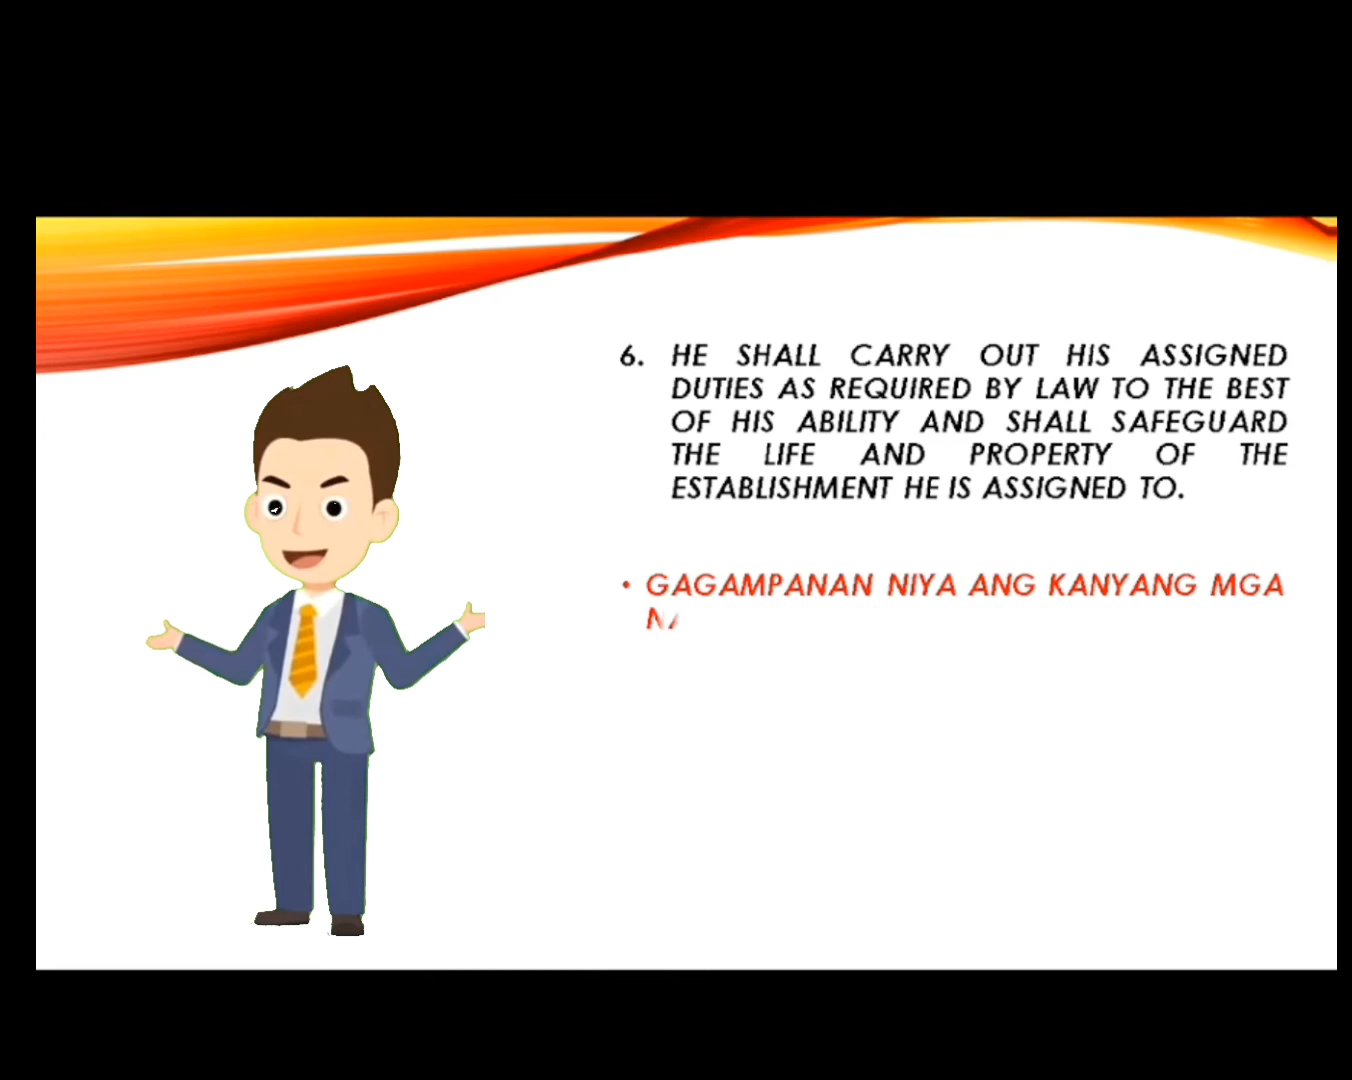 6. HE SHALL CARRY OUT HIS ASSIGNED
DUTIES AS REQUIRED BY LAW TO THE BEST
OF HIS ABILITY AND SHALL SAFEGUARD
THE LIFE AND PROPERTY OF THE
ESTABLISHMENT HE IS ASSIGNED TO.
• GAGAMPANAN NIYA ANG KANYANG MGA